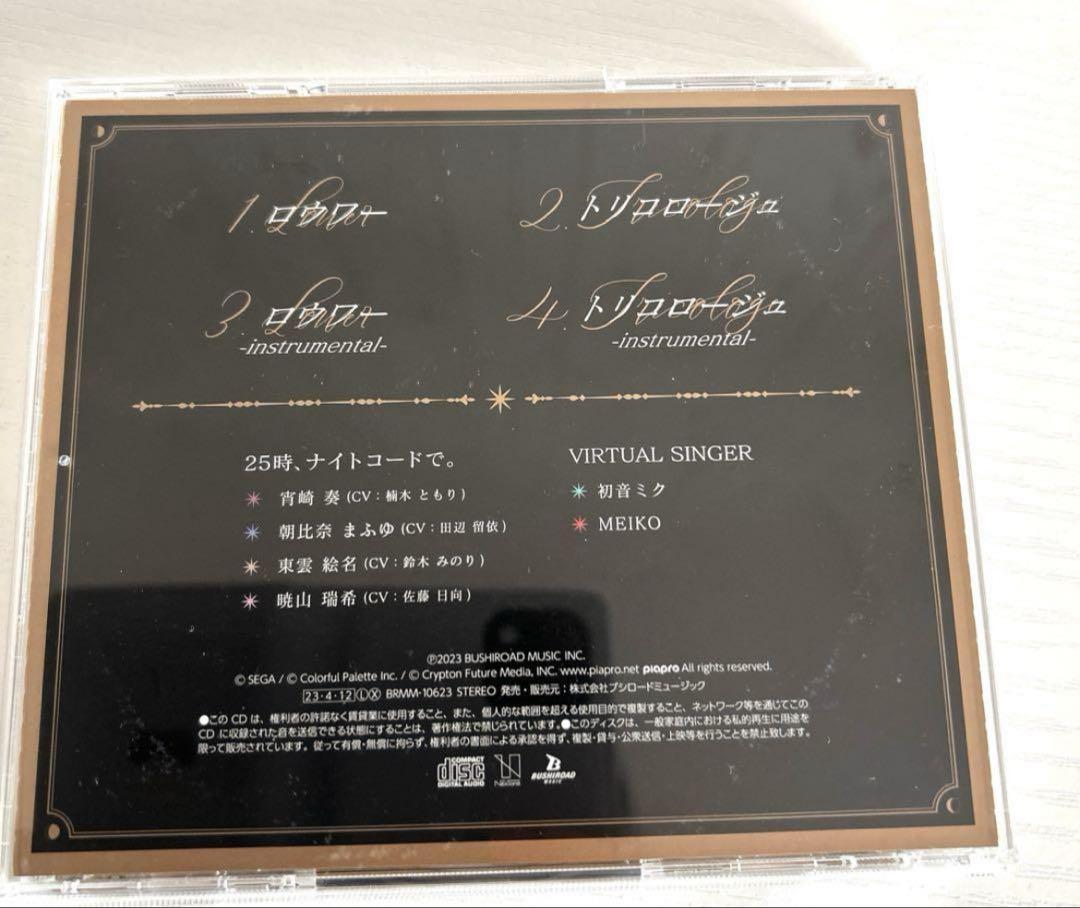 1. ロウワー Lower
2. トリコロージュ Tricologe
3. ロウワー Lower
-instrumental-
4. トリコロージュ Tricologe
-instrumental-
25時、ナイトコードで。
宵崎 奏 (CV:楠木 ともり)
朝比奈 まふゆ (CV:田辺 留依)
東雲 絵名 (CV:鈴木 みのり)
暁山 瑞希 (CV:佐藤 日向)
VIRTUAL SINGER
初音ミク
MEIKO
Ⓟ2023 BUSHIROAD MUSIC INC.
© SEGA / © Colorful Palette Inc. / © Crypton Future Media, INC. www.piapro.net piapro All rights reserved.
23・4・12 Ⓛ Ⓧ BRMM-10623 STEREO 発売・販売元:株式会社ブシロードミュージック
●この CD は、権利者の許諾なく賃貸業に使用すること、また、個人的な範囲を超える使用目的で複製すること、ネットワーク等を通じてこの
CD に収録された音を送信できる状態にすることは、著作権法で禁じられています。●このディスクは、一般家庭内における私的再生に用途を
限って販売されています。従って有償・無償に拘らず、権利者の書面による承認を得ず、複製・貸与・公衆送信・上映等を行うことを禁止致します。
COMPACT disc DIGITAL AUDIO
NexTone
BUSHIROAD MUSIC